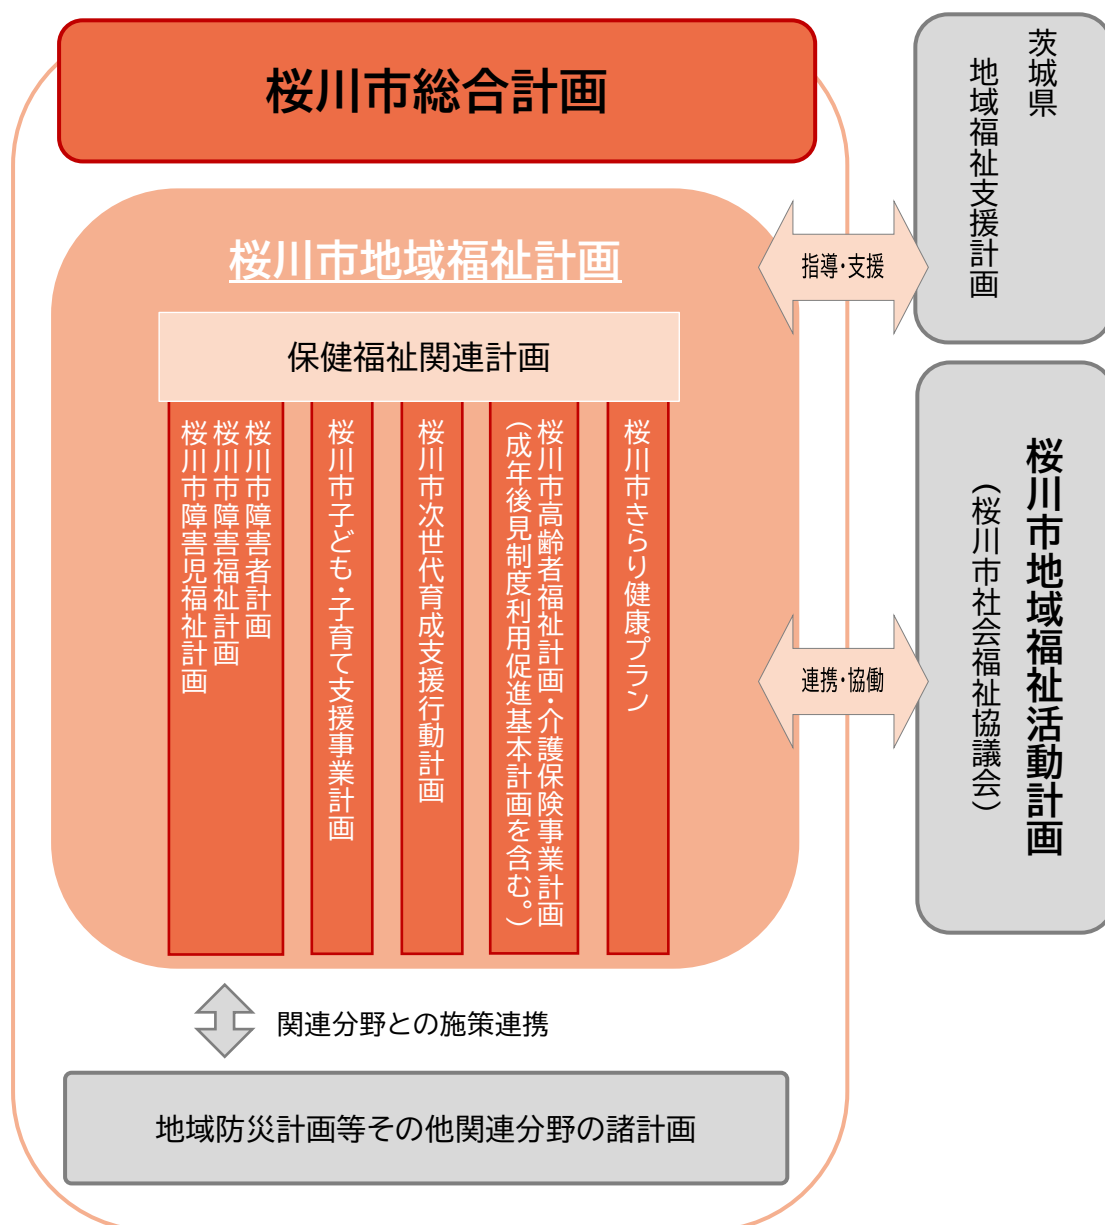 桜川市総合計画
桜川市地域福祉計画
保健福祉関連計画
桜川市障害者計画
桜川市障害福祉計画
桜川市障害児福祉計画
桜川市子ども・子育て支援事業計画
桜川市次世代育成支援行動計画
桜川市高齢者福祉計画・介護保険事業計画
（成年後見制度利用促進基本計画を含む。）
桜川市きらり健康プラン
関連分野との施策連携
地域防災計画等その他関連分野の諸計画
指導・支援
茨城県
地域福祉支援計画
連携・協働
桜川市地域福祉活動計画
（桜川市社会福祉協議会）